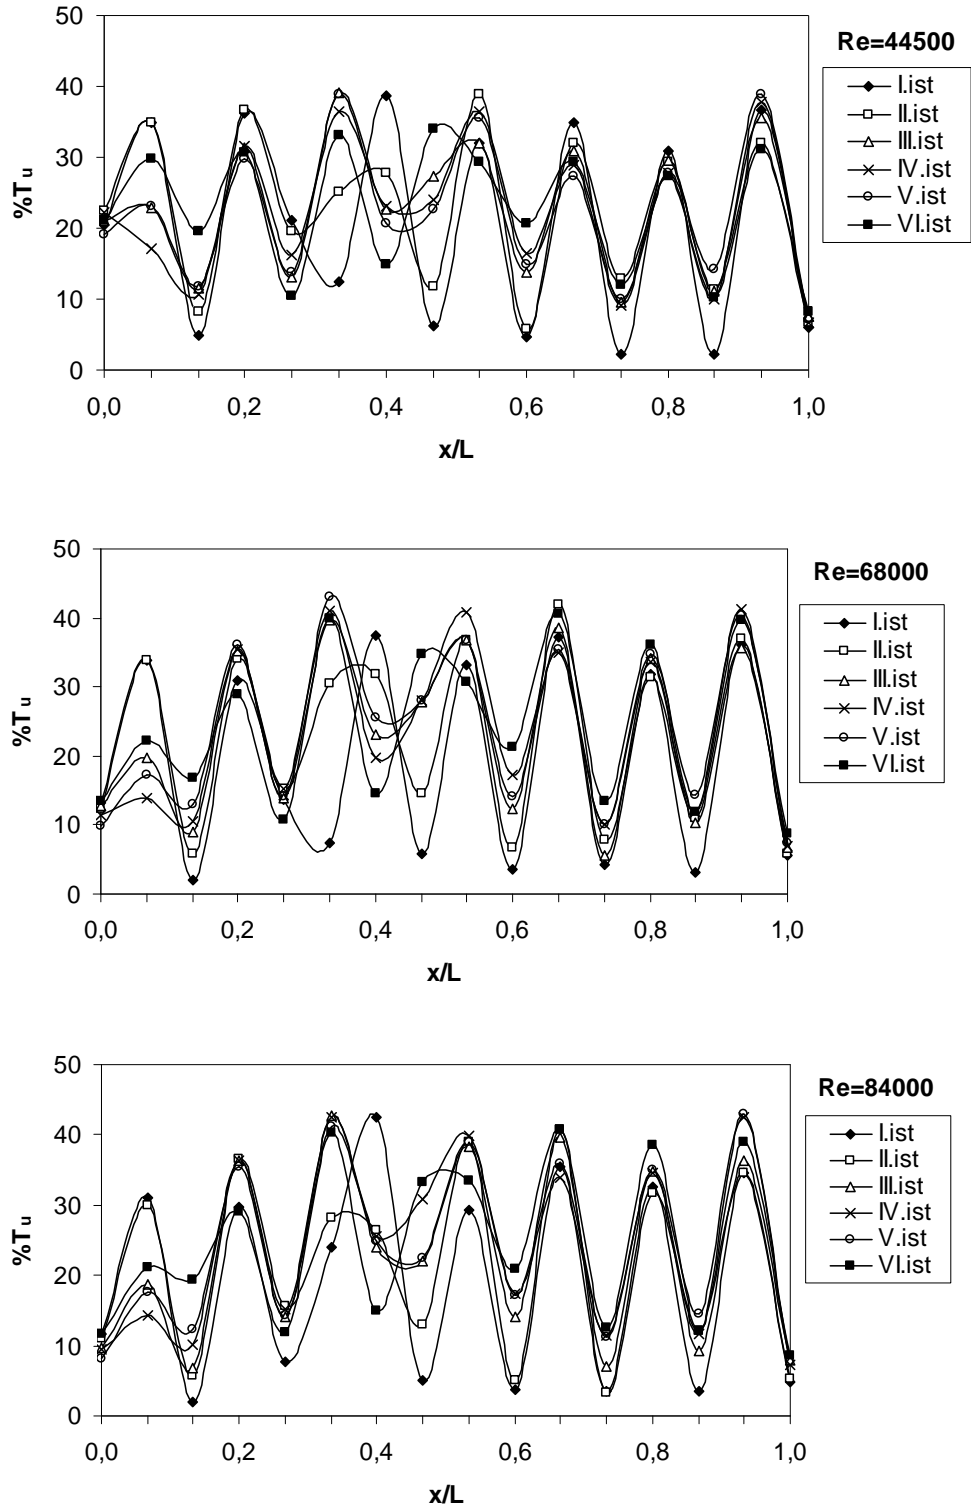 Re=44500
50
40
30
20
10
0
%Tu
0,0 0,2 0,4 0,6 0,8 1,0
x/L
I.ist
II.ist
III.ist
IV.ist
V.ist
VI.ist
Re=68000
50
40
30
20
10
0
%Tu
0,0 0,2 0,4 0,6 0,8 1,0
x/L
I.ist
II.ist
III.ist
IV.ist
V.ist
VI.ist
Re=84000
50
40
30
20
10
0
%Tu
0,0 0,2 0,4 0,6 0,8 1,0
x/L
I.ist
II.ist
III.ist
IV.ist
V.ist
VI.ist